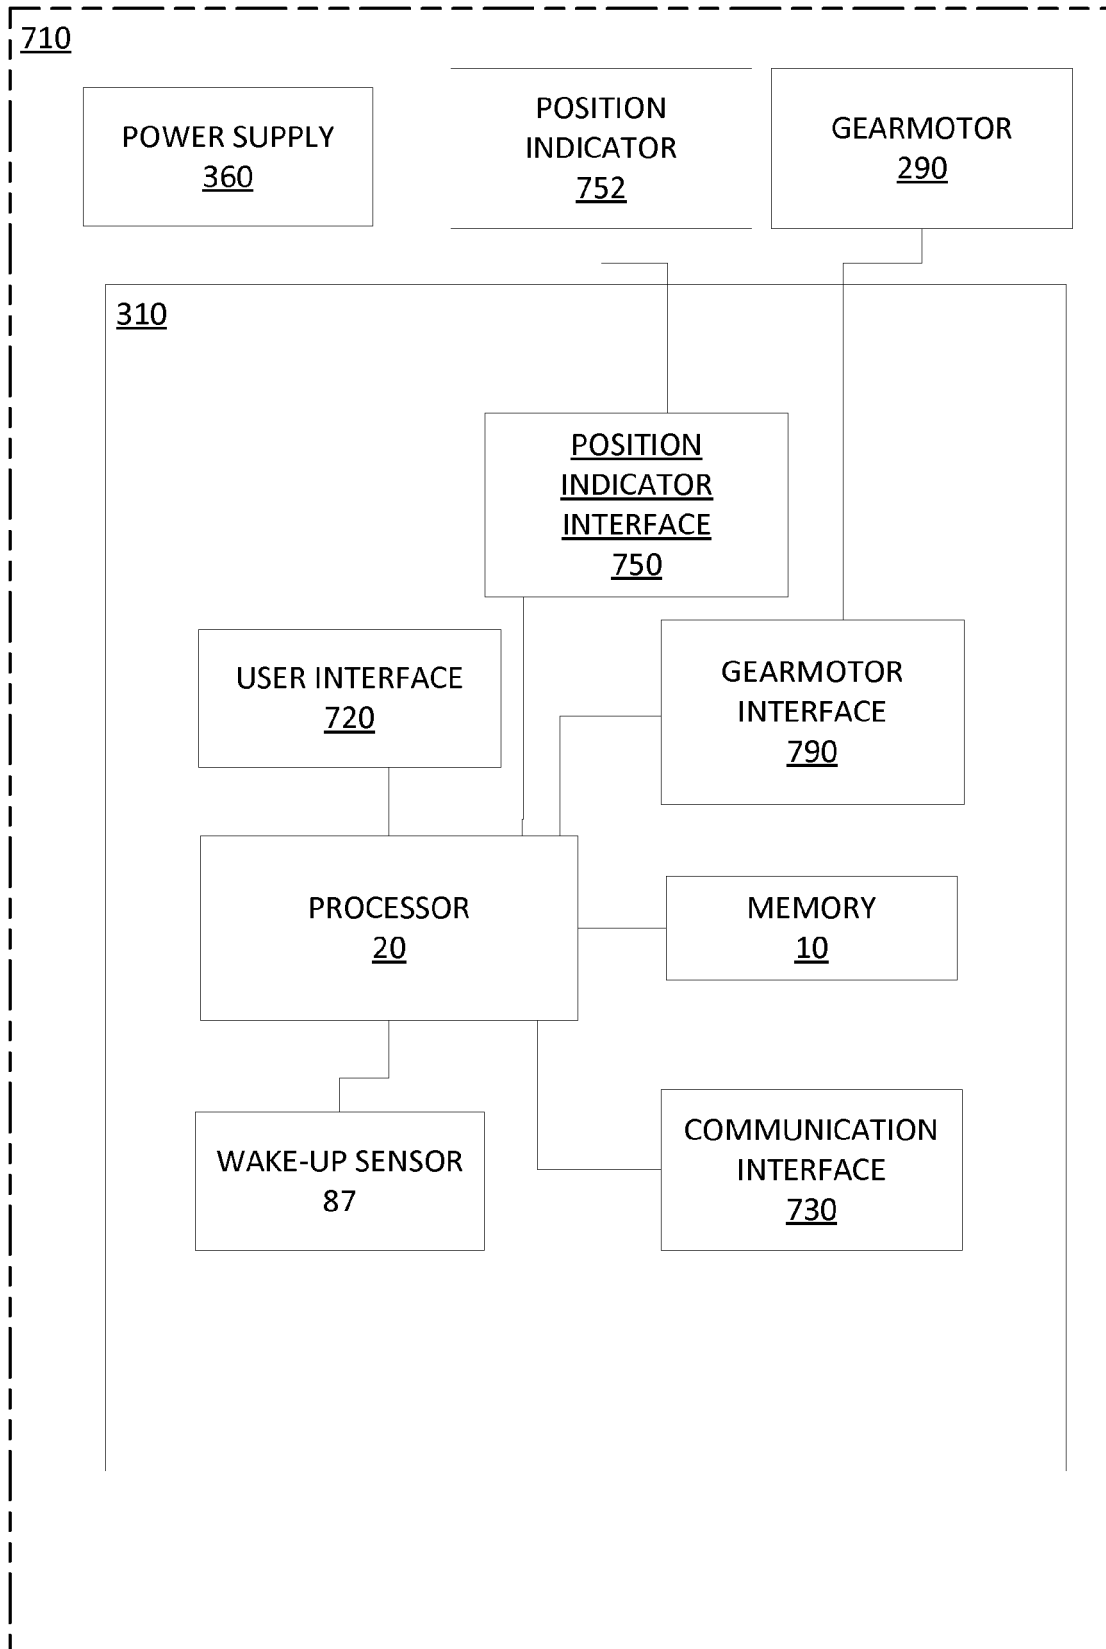 710
POWER SUPPLY
360
POSITION
INDICATOR
752
GEARMOTOR
290
310
POSITION
INDICATOR
INTERFACE
750
USER INTERFACE
720
GEARMOTOR
INTERFACE
790
PROCESSOR
20
MEMORY
10
WAKE-UP SENSOR
87
COMMUNICATION
INTERFACE
730